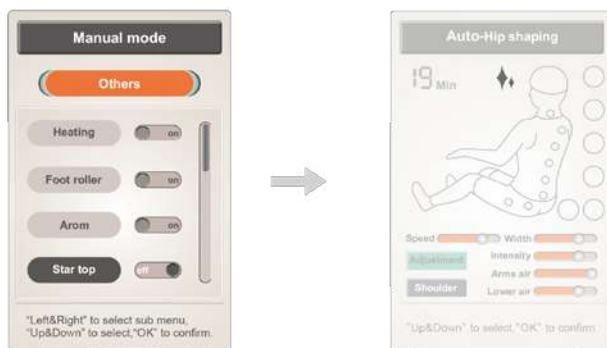 Manual mode
Others
Heating
on
Foot roller
on
Arom
on
Star top
off
"Left&Right" to select sub menu,
"Up&Down" to select,"OK" to confirm.
Auto-Hip shaping
19 Min
Speed
Width
Adjustment
Intensity
Arms air
Shoulder
Lower air
"Up&Down" to select,"OK" to confirm.